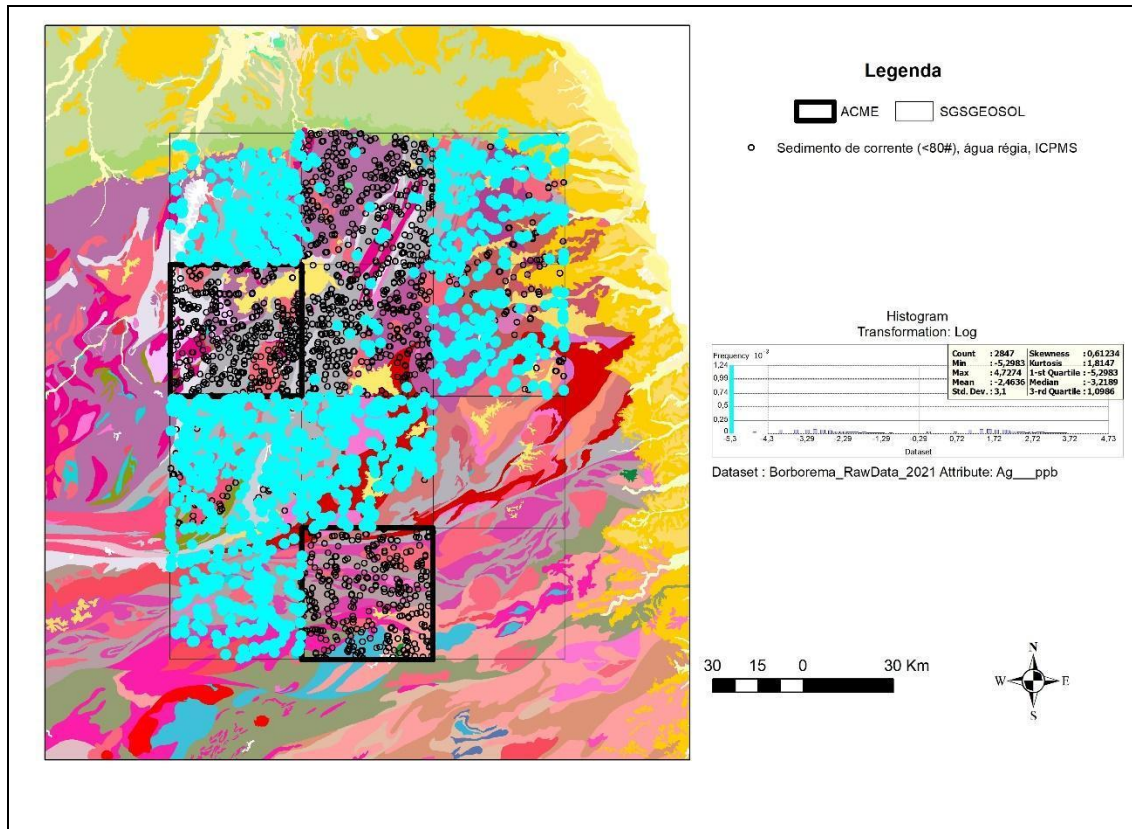 Legenda
ACME SGSGEOSOL
Sedimento de corrente (<80#), água régia, ICPMS
Histogram
Transformation: Log
Frequency 10⁻³
1,24
0,99
0,74
0,5
0,25
0
Count : 2847 Skewness : 0,61234
Min : -5,2983 Kurtosis : 1,8147
Max : 4,7274 1-st Quartile : -5,2983
Mean : -2,4636 Median : -3,2189
Std. Dev. : 3,1 3-rd Quartile : 1,0986
-5,3 -4,3 -3,29 -2,29 -1,29 -0,29 0,72 1,72 2,72 3,72 4,73
Dataset
Dataset : Borborema_RawData_2021 Attribute: Ag___ppb
30 15 0 30 Km
N
W E
S